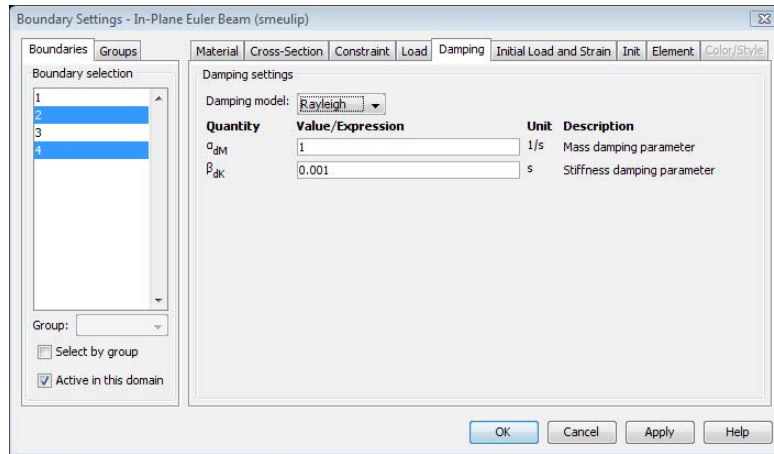 Boundary Settings - In-Plane Euler Beam (smeulip)
Boundaries Groups
Boundary selection
1
2
3
4
Group:
Select by group
Active in this domain
Material Cross-Section Constraint Load Damping Initial Load and Strain Init Element Color/Style
Damping settings
Damping model: Rayleigh
Quantity Value/Expression Unit Description
αdM 1 1/s Mass damping parameter
βdK 0.001 s Stiffness damping parameter
OK Cancel Apply Help